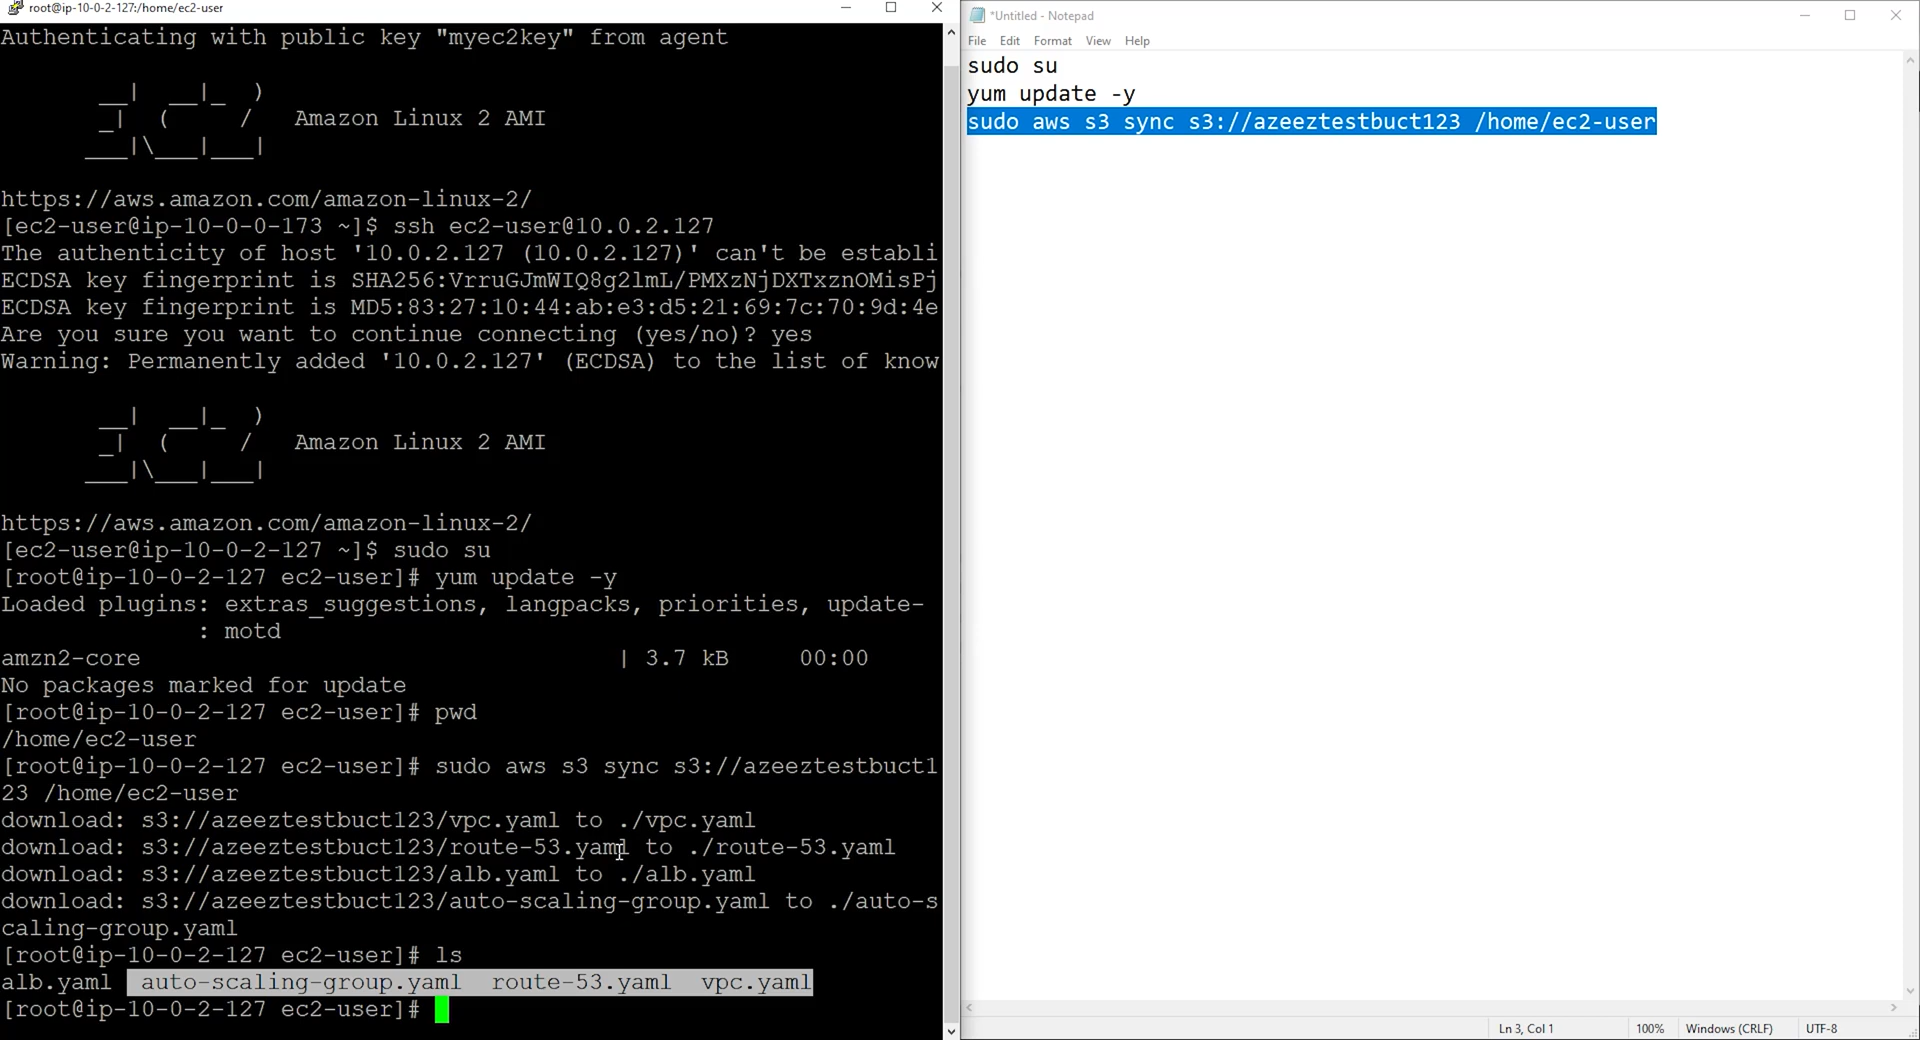 root@ip-10-0-2-127:/home/ec2-user
Authenticating with public key "myec2key" from agent
__|  __|_  )
_|  (     /   Amazon Linux 2 AMI
___|\___|___|
https://aws.amazon.com/amazon-linux-2/
[ec2-user@ip-10-0-0-173 ~]$ ssh ec2-user@10.0.2.127
The authenticity of host '10.0.2.127 (10.0.2.127)' can't be establi
ECDSA key fingerprint is SHA256:VrruGJmWIQ8g2lmL/PMXzNjDXTxznOMisPj
ECDSA key fingerprint is MD5:83:27:10:44:ab:e3:d5:21:69:7c:70:9d:4e
Are you sure you want to continue connecting (yes/no)? yes
Warning: Permanently added '10.0.2.127' (ECDSA) to the list of know
__|  __|_  )
_|  (     /   Amazon Linux 2 AMI
___|\___|___|
https://aws.amazon.com/amazon-linux-2/
[ec2-user@ip-10-0-2-127 ~]$ sudo su
[root@ip-10-0-2-127 ec2-user]# yum update -y
Loaded plugins: extras_suggestions, langpacks, priorities, update-
: motd
amzn2-core | 3.7 kB 00:00
No packages marked for update
[root@ip-10-0-2-127 ec2-user]# pwd
/home/ec2-user
[root@ip-10-0-2-127 ec2-user]# sudo aws s3 sync s3://azeeztestbuct1
23 /home/ec2-user
download: s3://azeeztestbuct123/vpc.yaml to ./vpc.yaml
download: s3://azeeztestbuct123/route-53.yaml to ./route-53.yaml
download: s3://azeeztestbuct123/alb.yaml to ./alb.yaml
download: s3://azeeztestbuct123/auto-scaling-group.yaml to ./auto-s
caling-group.yaml
[root@ip-10-0-2-127 ec2-user]# ls
alb.yaml auto-scaling-group.yaml route-53.yaml vpc.yaml
[root@ip-10-0-2-127 ec2-user]#
*Untitled - Notepad
File Edit Format View Help
sudo su
yum update -y
sudo aws s3 sync s3://azeeztestbuct123 /home/ec2-user
Ln 3, Col 1 100% Windows (CRLF) UTF-8